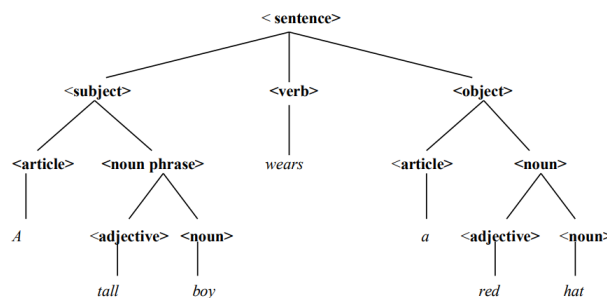 < sentence>
<subject> <verb> <object>
<article> <noun phrase> wears <article> <noun>
A <adjective> <noun> a <adjective> <noun>
tall boy red hat